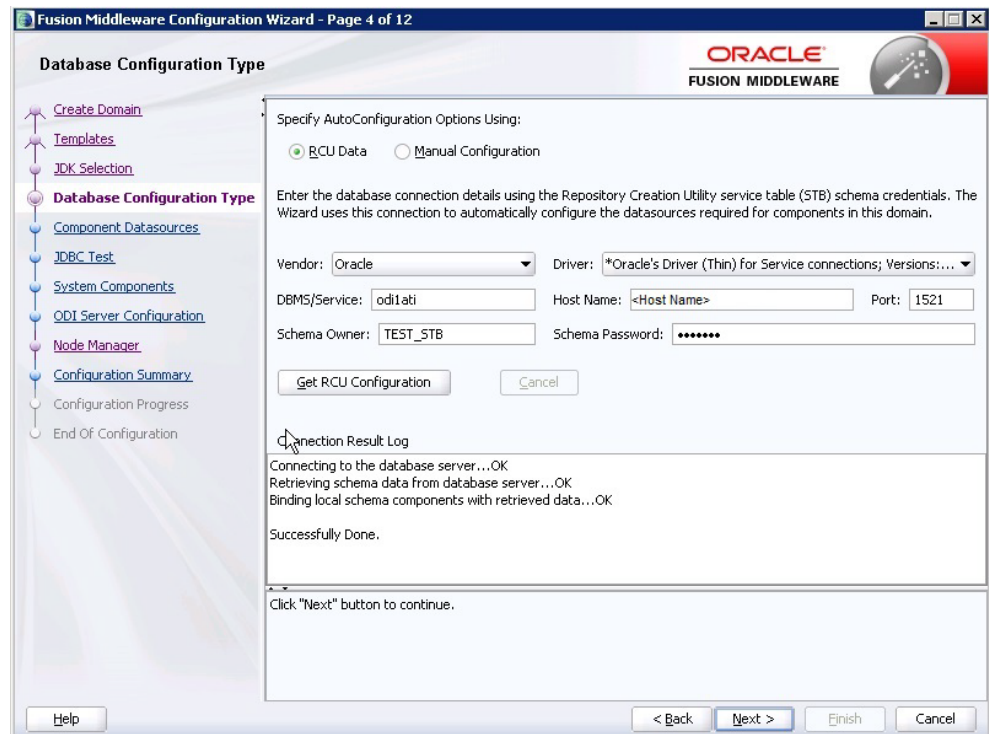 Fusion Middleware Configuration Wizard - Page 4 of 12
Database Configuration Type
ORACLE
FUSION MIDDLEWARE
Create Domain
Templates
JDK Selection
Database Configuration Type
Component Datasources
JDBC Test
System Components
ODI Server Configuration
Node Manager
Configuration Summary
Configuration Progress
End Of Configuration
Specify AutoConfiguration Options Using:
RCU Data Manual Configuration
Enter the database connection details using the Repository Creation Utility service table (STB) schema credentials. The
Wizard uses this connection to automatically configure the datasources required for components in this domain.
Vendor: Oracle Driver: *Oracle's Driver (Thin) for Service connections; Versions:...
DBMS/Service: odi1ati Host Name: <Host Name> Port: 1521
Schema Owner: TEST_STB Schema Password: •••••••
Get RCU Configuration Cancel
Connection Result Log
Connecting to the database server...OK
Retrieving schema data from database server...OK
Binding local schema components with retrieved data...OK
Successfully Done.
Click "Next" button to continue.
Help < Back Next > Finish Cancel